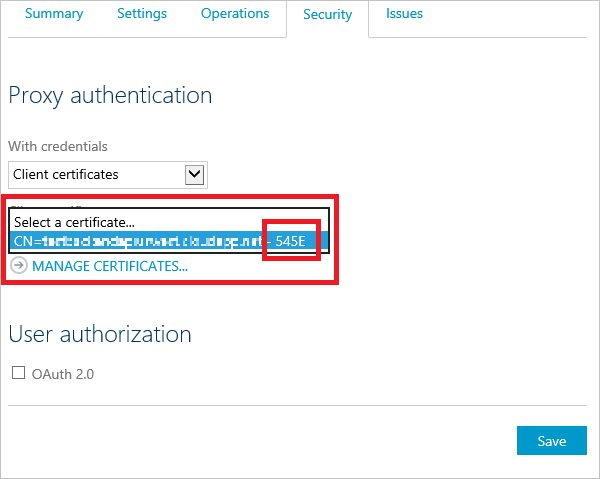 Summary Settings Operations Security Issues
Proxy authentication
With credentials
Client certificates
Select a certificate...
CN= - 545E
MANAGE CERTIFICATES...
User authorization
OAuth 2.0
Save